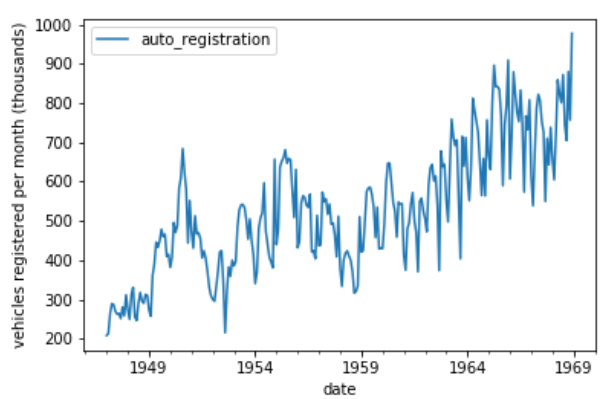 vehicles registered per month (thousands)
1000
900
800
700
600
500
400
300
200
auto_registration
1949 1954 1959 1964 1969
date